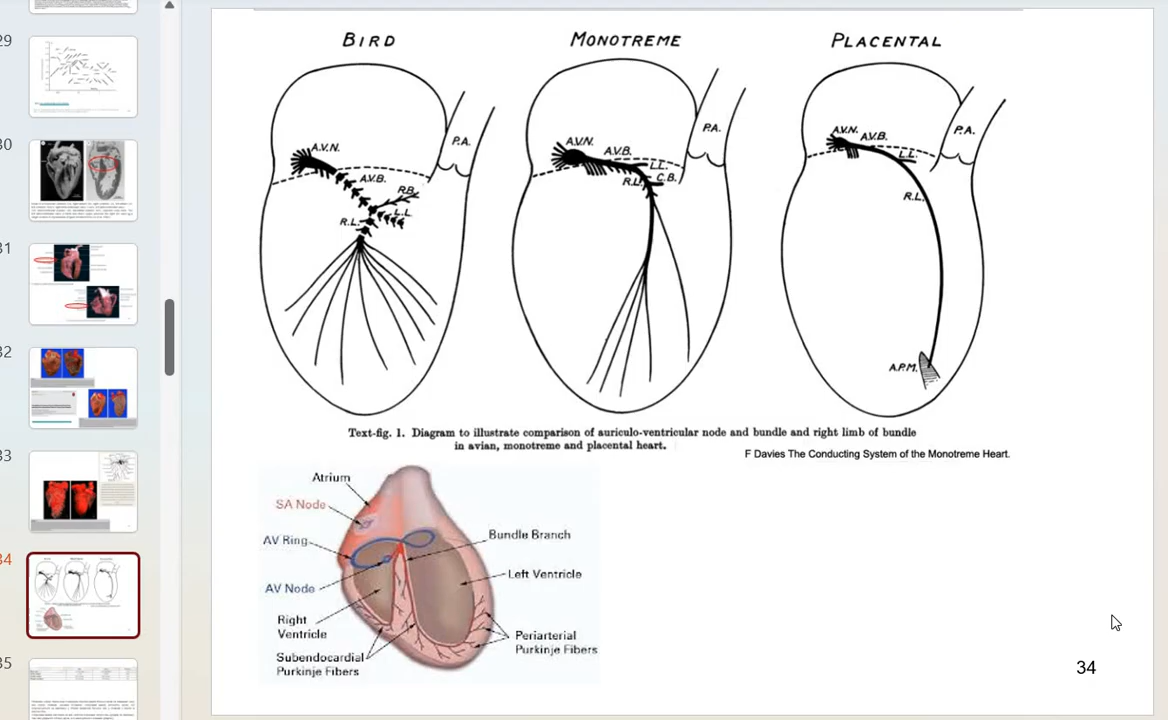 29
30
31
32
33
34
35
BIRD
MONOTREME
PLACENTAL
A.V.N.
A.V.B.
R.B.
L.L.
R.L.
P.A.
A.V.N.
A.V.B.
L.L.
C.B.
R.L.
P.A.
A.V.N.
A.V.B.
L.L.
R.L.
P.A.
A.P.M.
Text-fig. 1. Diagram to illustrate comparison of auriculo-ventricular node and bundle and right limb of bundle
in avian, monotreme and placental heart.
F Davies The Conducting System of the Monotreme Heart.
Atrium
SA Node
AV Ring
AV Node
Right
Ventricle
Subendocardial
Purkinje Fibers
Bundle Branch
Left Ventricle
Periarterial
Purkinje Fibers
34